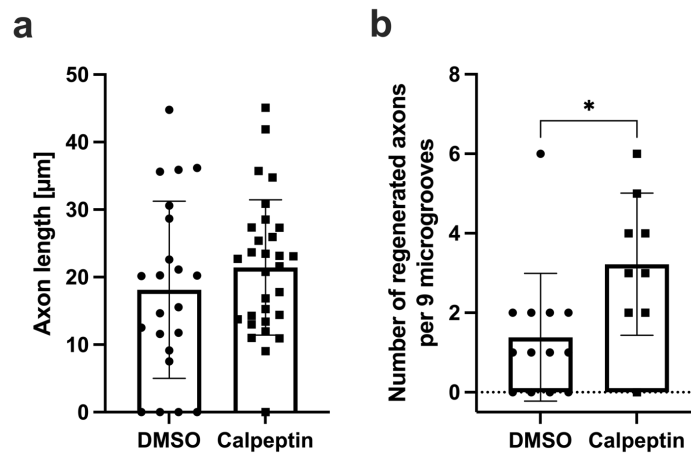 a
Axon length [µm]
50
40
30
20
10
0
DMSO
Calpeptin
b
Number of regenerated axons
per 9 microgrooves
8
6
4
2
0
*
DMSO
Calpeptin